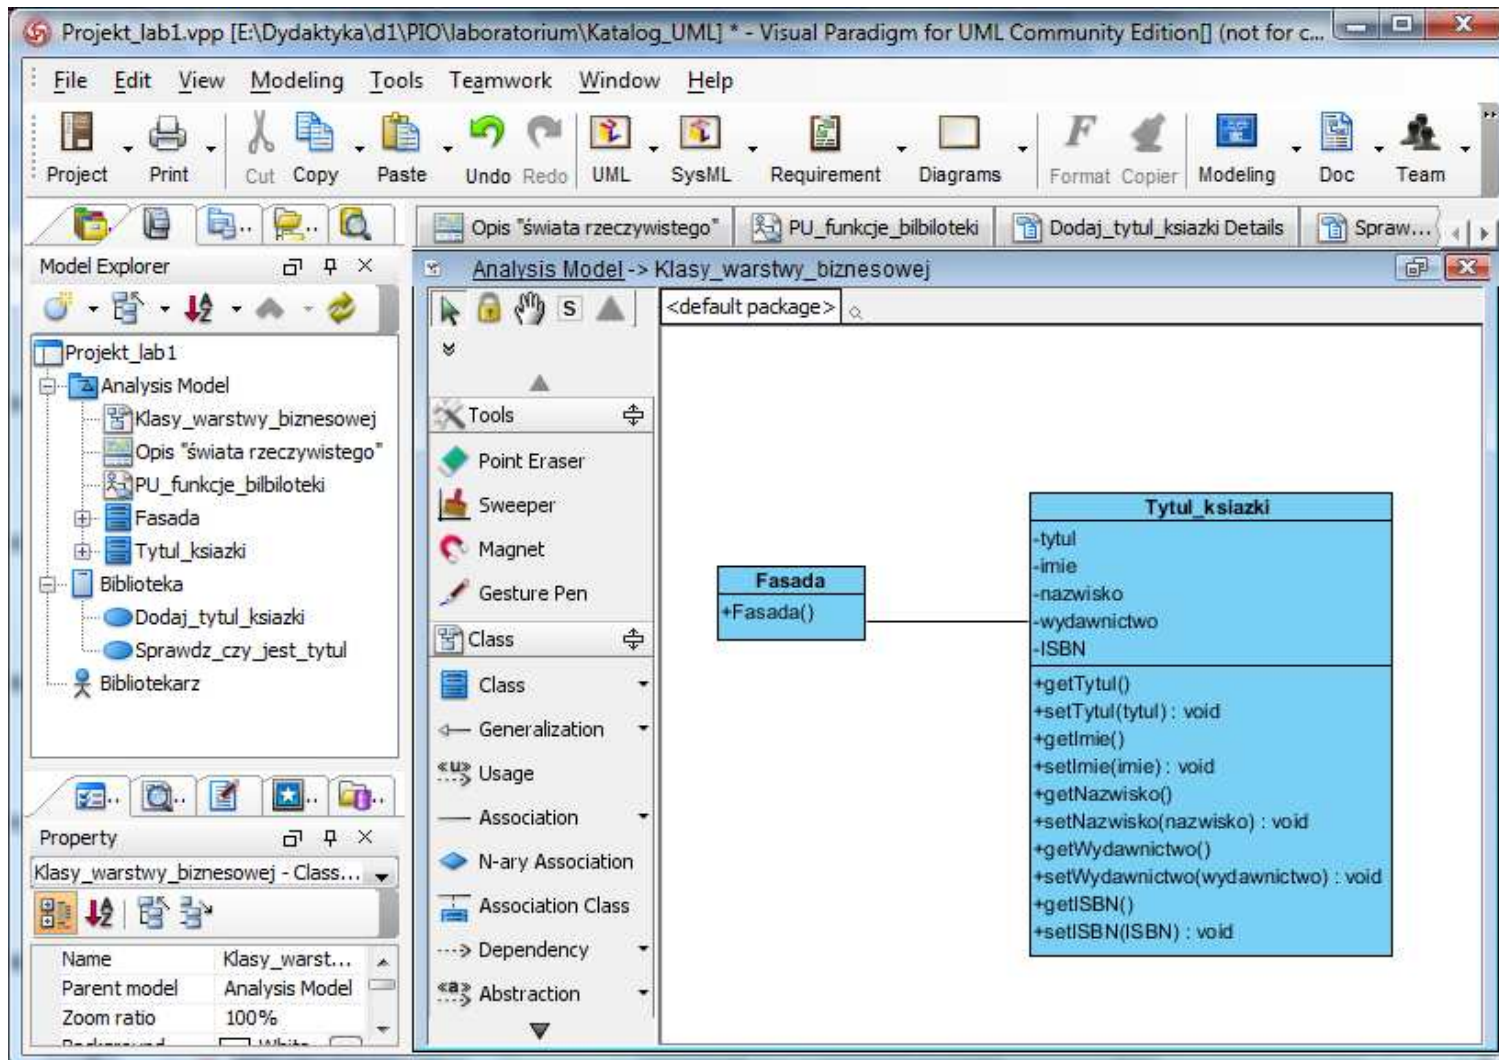 Projekt_lab1.vpp [E:\Dydaktyka\d1\PIO\laboratorium\Katalog_UML] * - Visual Paradigm for UML Community Edition[] (not for c...
File Edit View Modeling Tools Teamwork Window Help
Project Print Cut Copy Paste Undo Redo UML SysML Requirement Diagrams Format Copier Modeling Doc Team
Opis "świata rzeczywistego" PU_funkcje_bilbiloteki Dodaj_tytul_ksiazki Details Spraw...
Model Explorer
Analysis Model -> Klasy_warstwy_biznesowej
S
<default package>
Projekt_lab1
Analysis Model
Klasy_warstwy_biznesowej
Opis "świata rzeczywistego"
PU_funkcje_bilbiloteki
Fasada
Tytul_ksiazki
Biblioteka
Dodaj_tytul_ksiazki
Sprawdz_czy_jest_tytul
Bibliotekarz
Property
Klasy_warstwy_biznesowej - Class...
Name Klasy_warst...
Parent model Analysis Model
Zoom ratio 100%
Tools
Point Eraser
Sweeper
Magnet
Gesture Pen
Class
Class
Generalization
«u» Usage
Association
N-ary Association
Association Class
Dependency
«a» Abstraction
Fasada
+Fasada()
Tytul_ksiazki
-tytul
-imie
-nazwisko
-wydawnictwo
-ISBN
+getTytul()
+setTytul(tytul) : void
+getImie()
+setImie(imie) : void
+getNazwisko()
+setNazwisko(nazwisko) : void
+getWydawnictwo()
+setWydawnictwo(wydawnictwo) : void
+getISBN()
+setISBN(ISBN) : void